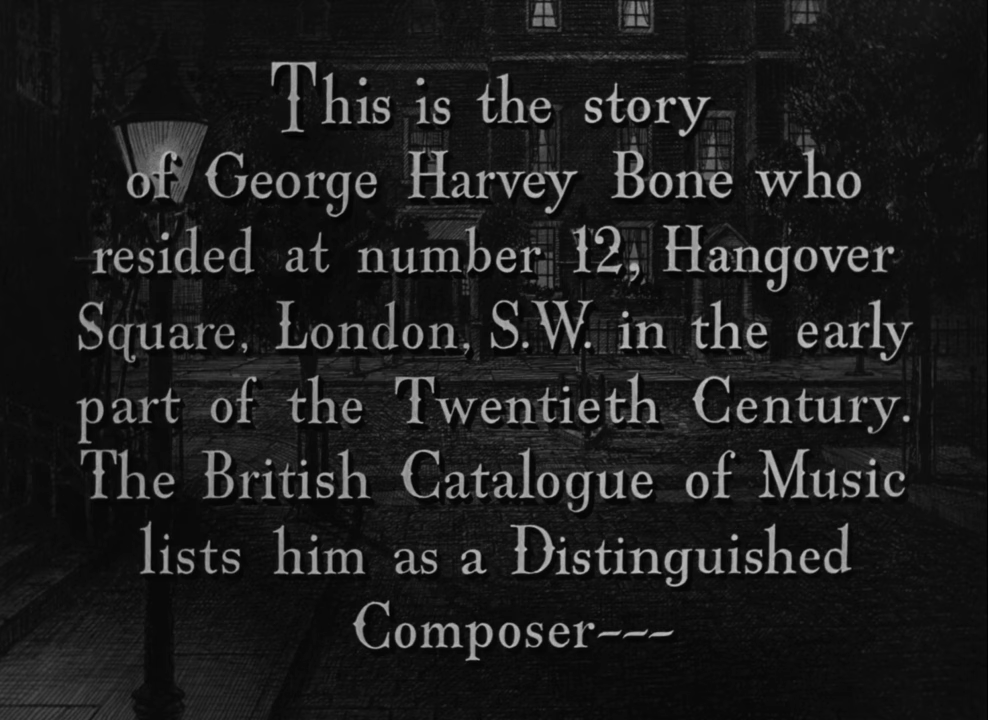 This is the story
of George Harvey Bone who
resided at number 12, Hangover
Square, London, S.W. in the early
part of the Twentieth Century.
The British Catalogue of Music
lists him as a Distinguished
Composer---